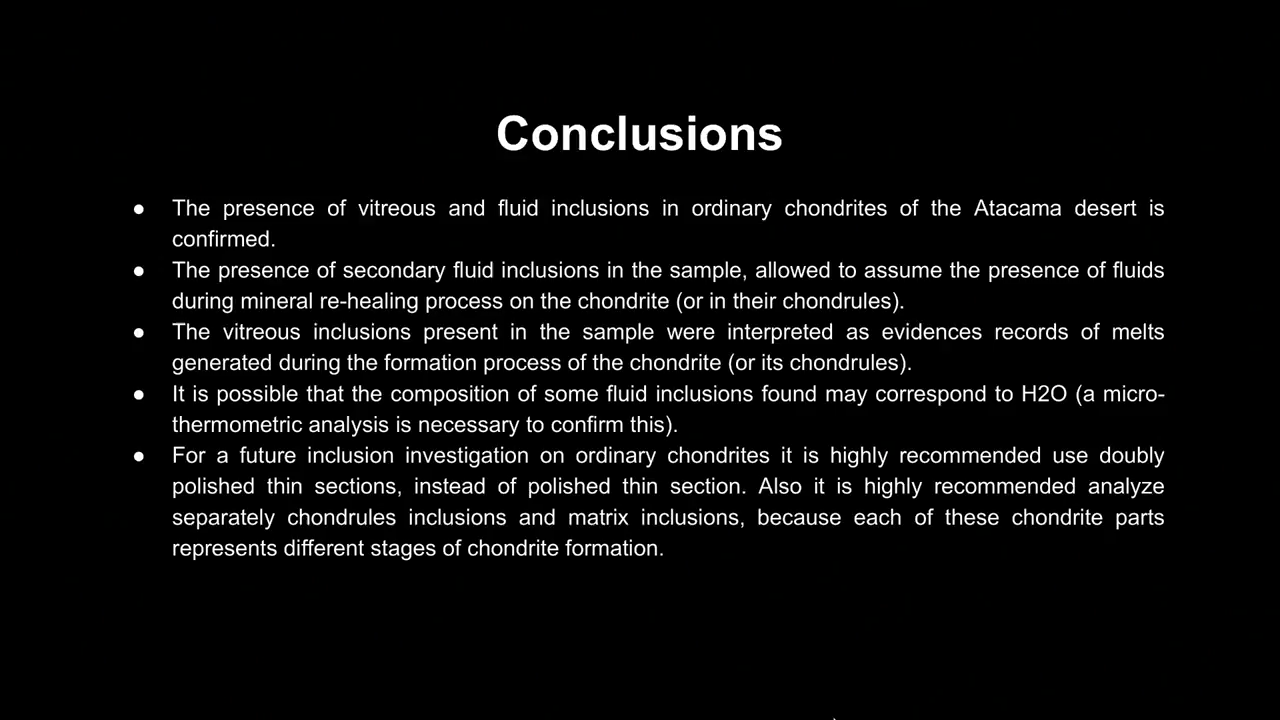 Conclusions
● The presence of vitreous and fluid inclusions in ordinary chondrites of the Atacama desert is
confirmed.
● The presence of secondary fluid inclusions in the sample, allowed to assume the presence of fluids
during mineral re-healing process on the chondrite (or in their chondrules).
● The vitreous inclusions present in the sample were interpreted as evidences records of melts
generated during the formation process of the chondrite (or its chondrules).
● It is possible that the composition of some fluid inclusions found may correspond to H2O (a micro-
thermometric analysis is necessary to confirm this).
● For a future inclusion investigation on ordinary chondrites it is highly recommended use doubly
polished thin sections, instead of polished thin section. Also it is highly recommended analyze
separately chondrules inclusions and matrix inclusions, because each of these chondrite parts
represents different stages of chondrite formation.